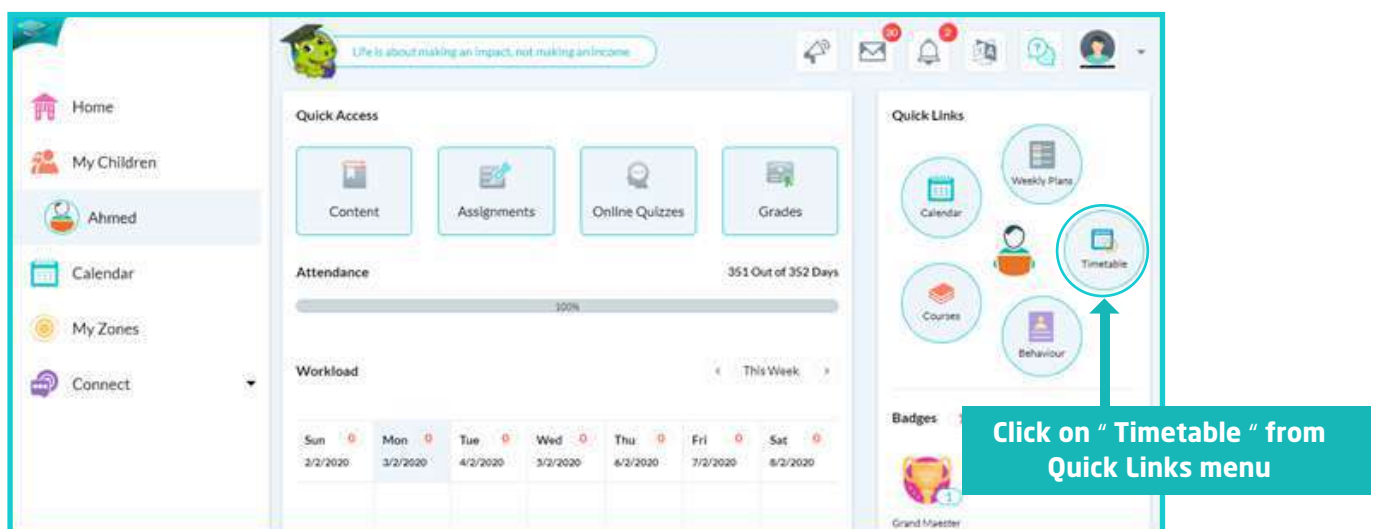 Life is about making an impact, not making an income
20
2
Home
My Children
Ahmed
Calendar
My Zones
Connect
Quick Access
Content
Assignments
Online Quizzes
Grades
Attendance
351 Out of 352 Days
100%
Workload
This Week
Sun 0 Mon 0 Tue 0 Wed 0 Thu 0 Fri 0 Sat 0
2/2/2020 3/2/2020 4/2/2020 5/2/2020 6/2/2020 7/2/2020 8/2/2020
Quick Links
Weekly Plans
Calendar
Timetable
Courses
Behaviour
Badges
1
Grand Maester
Click on “ Timetable “ from
Quick Links menu